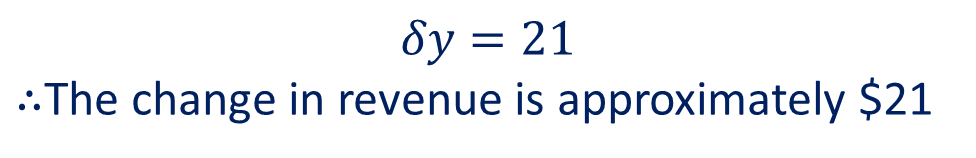 𝛿𝑦 = 21
∴The change in revenue is approximately $21